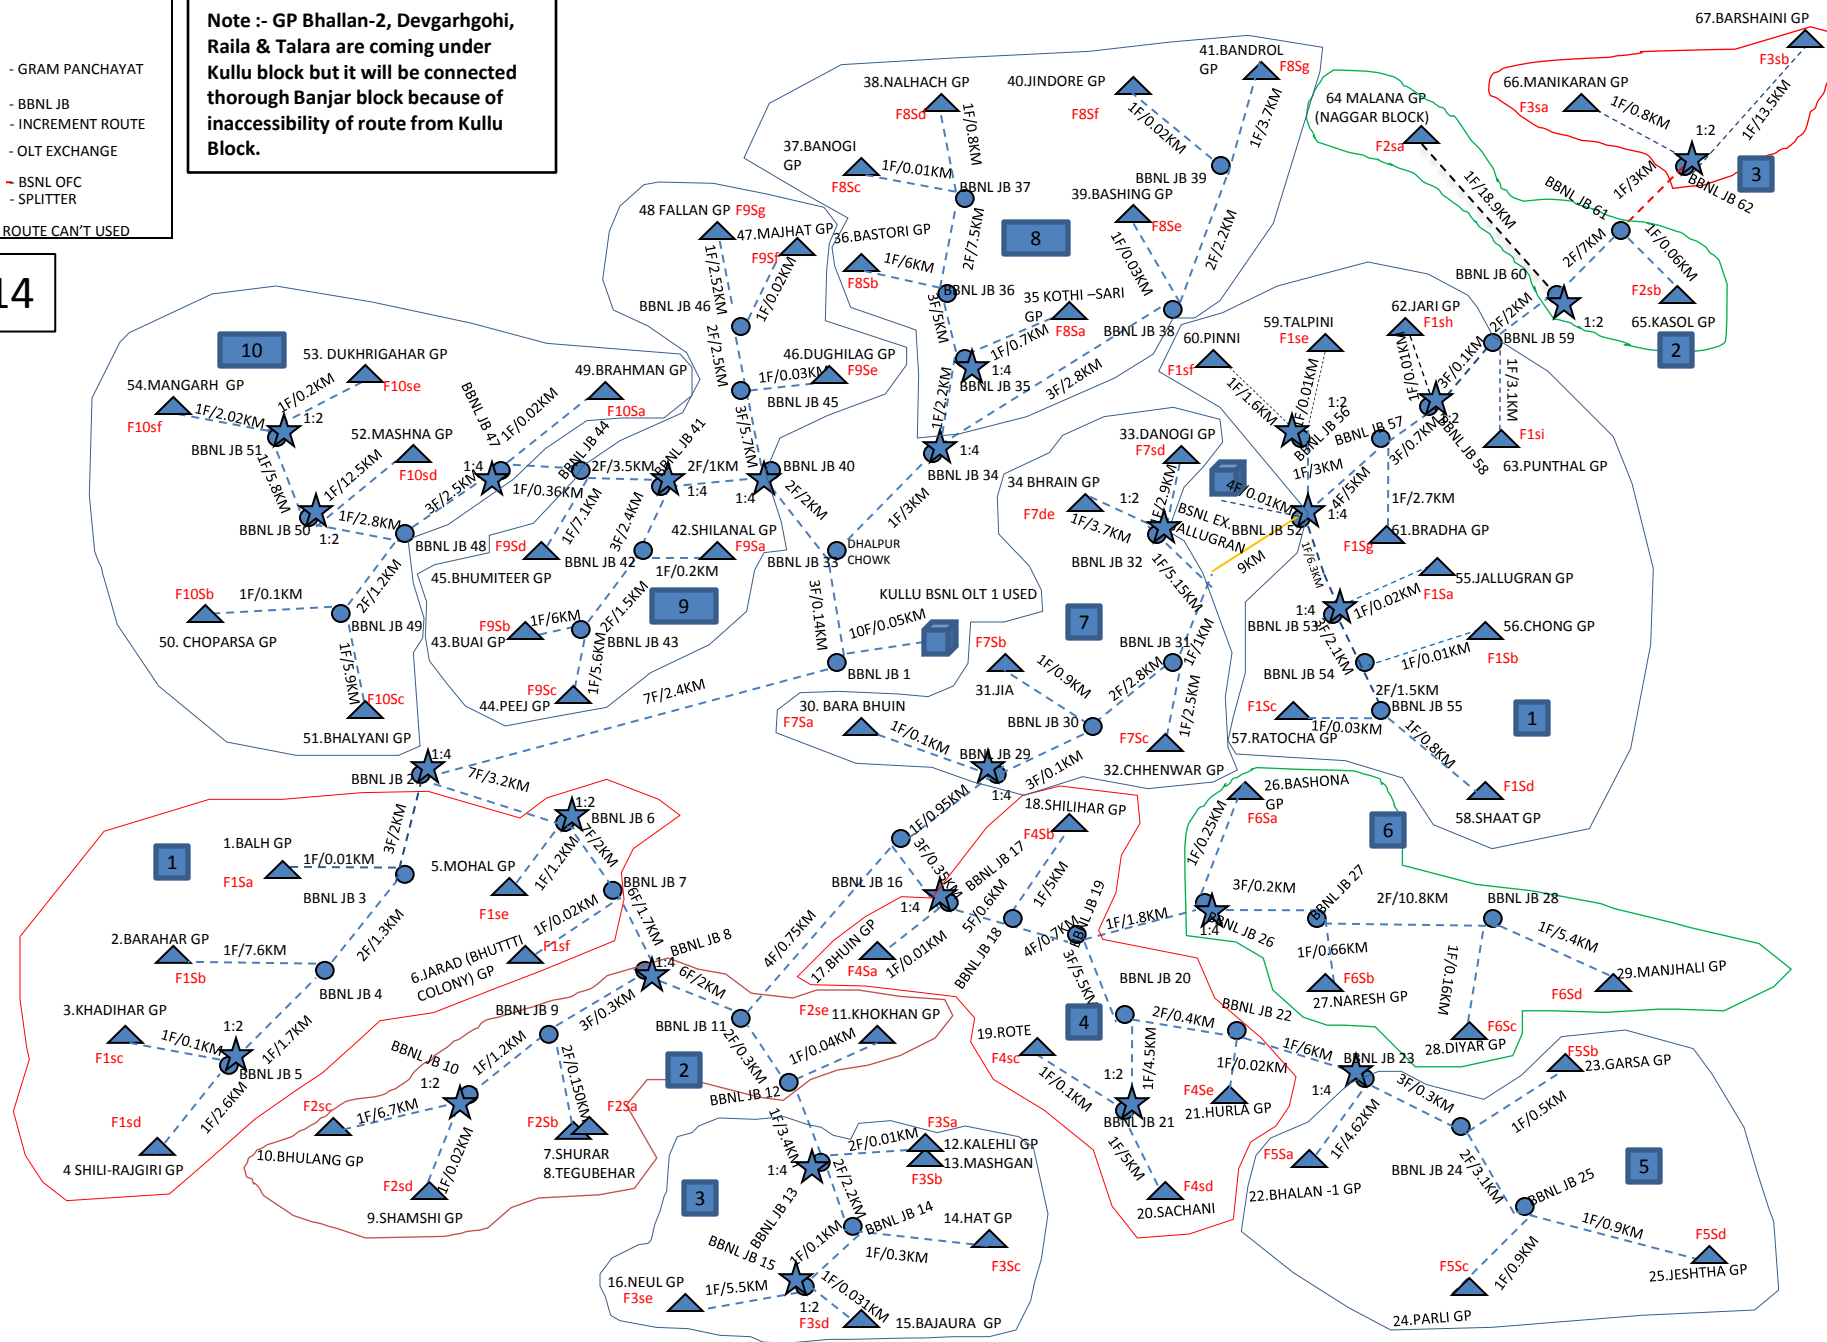 - GRAM PANCHAYAT
- BBNL JB
- INCREMENT ROUTE
- OLT EXCHANGE
- BSNL OFC
- SPLITTER
ROUTE CAN'T USED
14
Note :- GP Bhallan-2, Devgarhgohi,
Raila & Talara are coming under
Kullu block but it will be connected
thorough Banjar block because of
inaccessibility of route from Kullu
Block.
67.BARSHAINI GP
F3sb
66.MANIKARAN GP
F3sa
1F/0.8KM
1F/13.5KM
1:2
3
BBNL JB 62
1F/3KM
64 MALANA GP
(NAGGAR BLOCK)
F2sa
1F/18.9KM
BBNL JB 61
2F/7KM
1F/0.06KM
F2sb
65.KASOL GP
BBNL JB 60
1:2
2
2F/2KM
BBNL JB 59
41.BANDROL
GP
F8Sg
1F/3.7KM
40.JINDORE GP
F8Sf
1F/0.02KM
BBNL JB 39
39.BASHING GP
F8Se
1F/0.03KM
2F/2.2KM
BBNL JB 38
3F/2.8KM
38.NALHACH GP
F8Sd
1F/0.8KM
37.BANOGI
GP
F8Sc
1F/0.01KM
BBNL JB 37
8
2F/7.5KM
36.BASTORI GP
F8Sb
1F/6KM
BBNL JB 36
35 KOTHI –SARI
GP
F8Sa
3F/5KM
1F/0.7KM
1:4
BBNL JB 35
1F/2.2KM
1:4
BBNL JB 34
1F/3KM
48 FALLAN GP
F9Sg
47.MAJHAT GP
F9Sf
1F/2.52KM
1F/0.02KM
BBNL JB 46
2F/2.5KM
46.DUGHILAG GP
F9Se
1F/0.03KM
BBNL JB 45
3F/5.7KM
BBNL JB 40
1:4
2F/2KM
2F/1KM
BBNL JB 41
1:4
2F/3.5KM
BBNL JB 44
1F/0.36KM
1F/7.1KM
F9Sd
45.BHUMITEER GP
3F/2.4KM
BBNL JB 42
42.SHILANAL GP
F9Sa
1F/0.2KM
9
2F/1.5KM
1F/6KM
F9Sb
43.BUAI GP
BBNL JB 43
1F/5.6KM
F9Sc
44.PEEJ GP
10
53. DUKHRIGAHAR GP
F10se
1F/0.2KM
54.MANGARH GP
F10sf
1F/2.02KM
1:2
BBNL JB 51
1F/5.8KM
52.MASHNA GP
F10sd
1F/12.5KM
BBNL JB 50
1:2
1F/2.8KM
49.BRAHMAN GP
F10Sa
1F/0.02KM
BBNL JB 47
1:4
3F/2.5KM
BBNL JB 48
2F/1.2KM
F10Sb
1F/0.1KM
50. CHOPARSA GP
BBNL JB 49
1F/5.9KM
F10Sc
51.BHALYANI GP
BBNL JB 33
DHALPUR
CHOWK
3F/0.14KM
KULLU BSNL OLT 1 USED
10F/0.05KM
BBNL JB 1
7F/2.4KM
60.PINNI
F1sf
1F/1.6KM
59.TALPINI
F1se
1F/0.01KM
1:2
BBNL JB 56
1F/3KM
62.JARI GP
F1sh
1F/0.01KM
3F/0.1KM
1:2
BBNL JB 58
1F/3.1KM
F1si
63.PUNTHAL GP
BBNL JB 57
3F/0.7KM
4F/5KM
1F/2.7KM
61.BRADHA GP
F1Sg
4F/0.01KM
BSNL EX.
JALLUGRAN
BBNL JB 52
1:4
9KM
1F/6.3KM
55.JALLUGRAN GP
F1Sa
1F/0.02KM
1:4
BBNL JB 53
2F/2.1KM
56.CHONG GP
F1Sb
1F/0.01KM
BBNL JB 54
2F/1.5KM
BBNL JB 55
F1Sc
1F/0.03KM
57.RATOCHA GP
1F/0.8KM
F1Sd
58.SHAAT GP
1
33.DANOGI GP
F7sd
1F/2.9KM
34 BHRAIN GP
F7de
1:2
1F/3.7KM
BBNL JB 32
1F/5.15KM
7
BBNL JB 31
1F/1KM
2F/2.8KM
1F/2.5KM
F7Sc
32.CHHENWAR GP
F7Sb
31.JIA
1F/0.9KM
BBNL JB 30
30. BARA BHUIN
F7Sa
1F/0.1KM
BBNL JB 29
3F/0.1KM
1:4
1F/0.95KM
1:4
BBNL JB 2
7F/3.2KM
3F/2KM
1
1.BALH GP
F1Sa
1F/0.01KM
BBNL JB 3
2F/1.3KM
2.BARAHAR GP
F1Sb
1F/7.6KM
BBNL JB 4
1F/1.7KM
3.KHADIHAR GP
F1sc
1F/0.1KM
1:2
BBNL JB 5
F1sd
1F/2.6KM
4 SHILI-RAJGIRI GP
1:2
BBNL JB 6
5.MOHAL GP
F1se
1F/1.2KM
7F/2KM
BBNL JB 7
1F/0.02KM
F1sf
6.JARAD (BHUTTTI
COLONY) GP
6F/1.7KM
BBNL JB 8
1:4
6F/2KM
BBNL JB 9
3F/0.3KM
2F/0.150KM
F2Sb
F2Sa
7.SHURAR
8.TEGUBEHAR
BBNL JB 10
1:2
1F/1.2KM
F2sc
1F/6.7KM
10.BHULANG GP
F2sd
1F/0.02KM
9.SHAMSHI GP
2
BBNL JB 11
2F/0.3KM
F2se
11.KHOKHAN GP
1F/0.04KM
BBNL JB 12
4F/0.75KM
1F/3.4KM
F3Sa
2F/0.01KM
12.KALEHLI GP
13.MASHGAN
F3Sb
1:4
BBNL JB 13
2F/2.2KM
3
BBNL JB 14
14.HAT GP
F3Sc
1F/0.3KM
1F/0.1KM
BBNL JB 15
16.NEUL GP
F3se
1F/5.5KM
1:2
1F/0.031KM
F3sd
15.BAJAURA GP
BBNL JB 16
3F/0.35KM
BBNL JB 17
1:4
17.BHUIN GP
F4Sa
1F/0.01KM
5F/0.6KM
18.SHILIHAR GP
F4Sb
1F/5KM
BBNL JB 18
4F/0.7KM
BBNL JB 19
1F/1.8KM
3F/5.5KM
BBNL JB 20
4
2F/0.4KM
BBNL JB 22
1F/4.5KM
19.ROTE
F4sc
1F/0.1KM
1:2
BBNL JB 21
1F/5KM
F4sd
20.SACHANI
F4Se
1F/0.02KM
21.HURLA GP
1F/6KM
BBNL JB 23
1:4
26.BASHONA
GP
F6Sa
1F/0.25KM
6
3F/0.2KM
BBNL JB 26
1:4
BBNL JB 27
2F/10.8KM
BBNL JB 28
1F/0.66KM
F6Sb
27.NARESH GP
1F/0.16KM
F6Sc
28.DIYAR GP
1F/5.4KM
29.MANJHALI GP
F6Sd
3F/0.3KM
F5Sb
23.GARSA GP
1F/0.5KM
F5Sa
1F/4.62KM
22.BHALAN -1 GP
BBNL JB 24
2F/3.1KM
BBNL JB 25
5
1F/0.9KM
F5Sd
25.JESHTHA GP
F5Sc
1F/0.9KM
24.PARLI GP